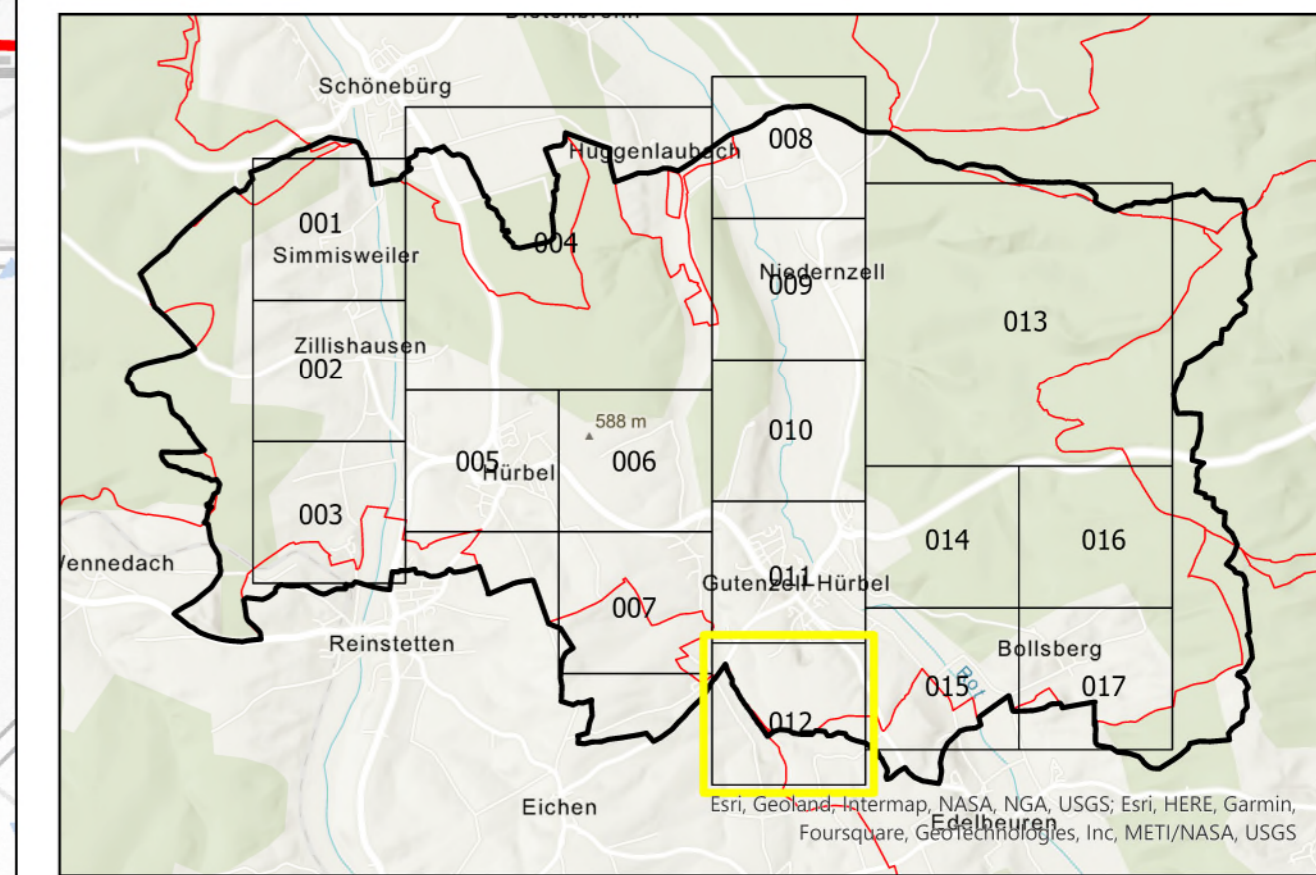 Schönebürg
Huggenlaubach
008
001
Simmisweiler
004
Niedernzell
009
013
Zillishausen
002
588 m
010
005
Hürbel
006
003
014
016
Wennedach
011
Gutenzell-Hürbel
007
Reinstetten
Bollsberg
015
017
Rot
012
Eichen
Edelbeuren
Esri, Geoland, Intermap, NASA, NGA, USGS; Esri, HERE, Garmin,
Foursquare, GeoTechnologies, Inc, METI/NASA, USGS